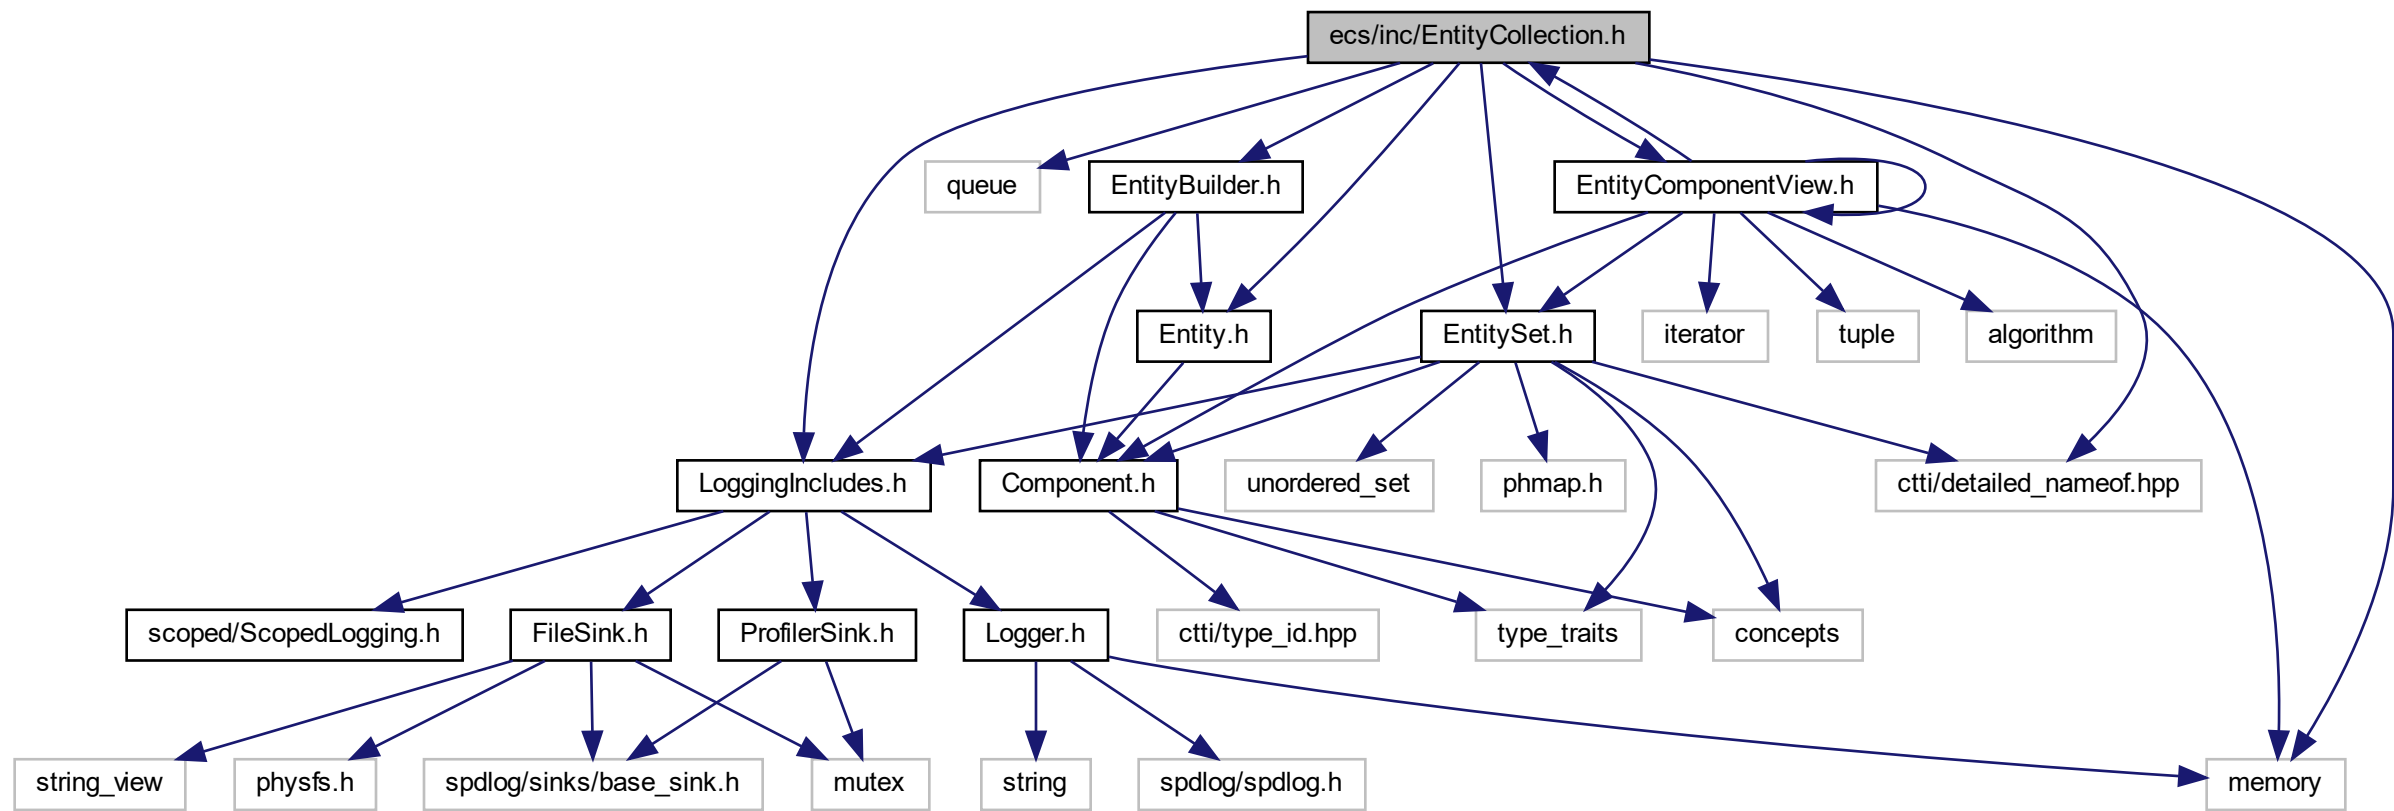 ecs/inc/EntityCollection.h
queue
EntityBuilder.h
EntityComponentView.h
Entity.h
EntitySet.h
iterator
tuple
algorithm
LoggingIncludes.h
Component.h
unordered_set
phmap.h
ctti/detailed_nameof.hpp
scoped/ScopedLogging.h
FileSink.h
ProfilerSink.h
Logger.h
ctti/type_id.hpp
type_traits
concepts
string_view
physfs.h
spdlog/sinks/base_sink.h
mutex
string
spdlog/spdlog.h
memory